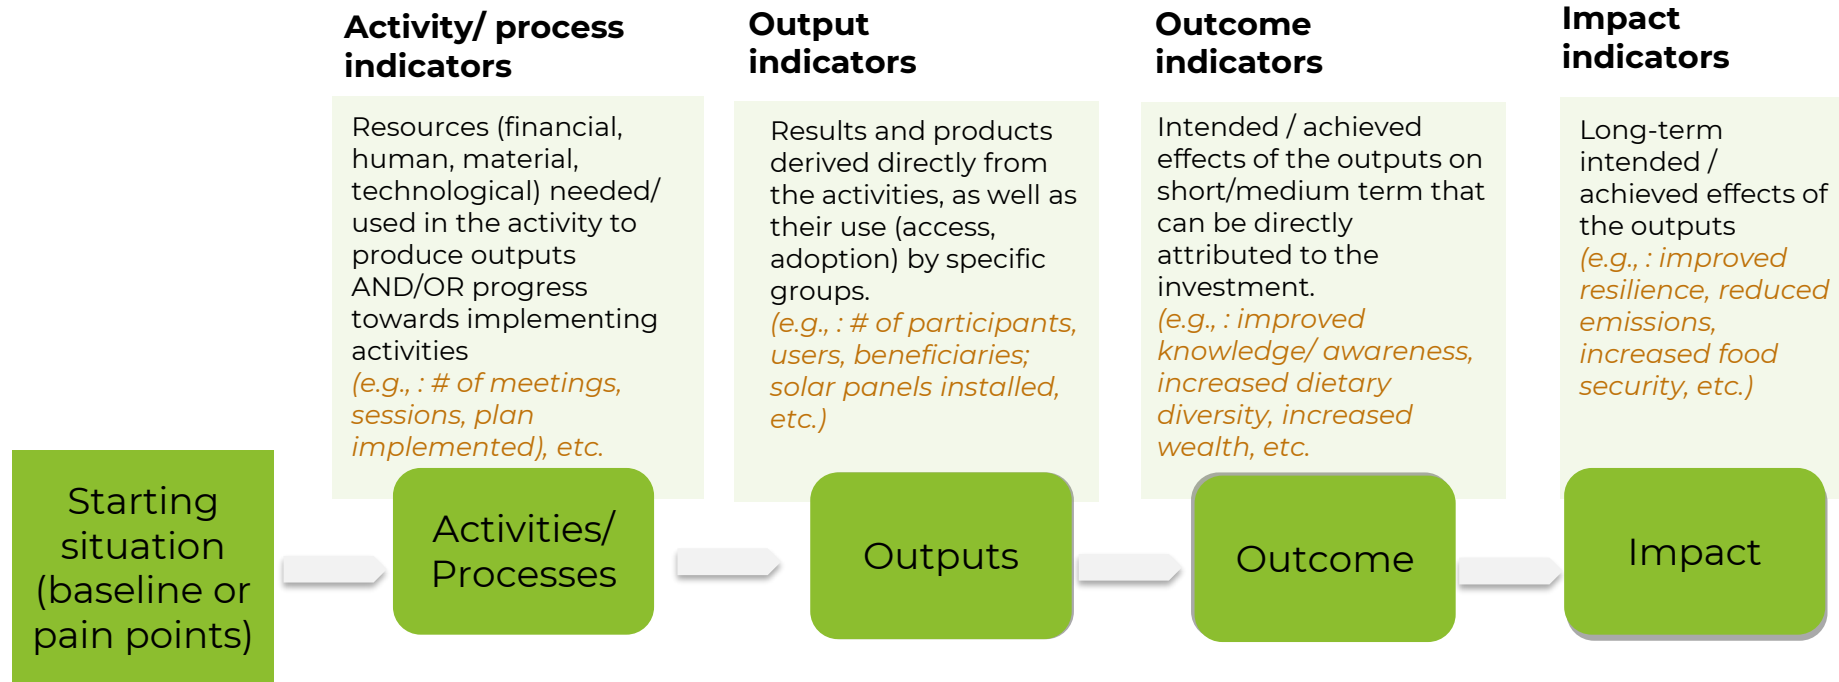 Activity/ process
indicators
Resources (financial,
human, material,
technological) needed/
used in the activity to
produce outputs
AND/OR progress
towards implementing
activities
(e.g., : # of meetings,
sessions, plan
implemented), etc.
Output
indicators
Results and products
derived directly from
the activities, as well as
their use (access,
adoption) by specific
groups.
(e.g., : # of participants,
users, beneficiaries;
solar panels installed,
etc.)
Outcome
indicators
Intended / achieved
effects of the outputs on
short/medium term that
can be directly
attributed to the
investment.
(e.g., : improved
knowledge/ awareness,
increased dietary
diversity, increased
wealth, etc.
Impact
indicators
Long-term
intended /
achieved effects of
the outputs
(e.g., : improved
resilience, reduced
emissions,
increased food
security, etc.)
Starting
situation
(baseline or
pain points)
Activities/
Processes
Outputs
Outcome
Impact